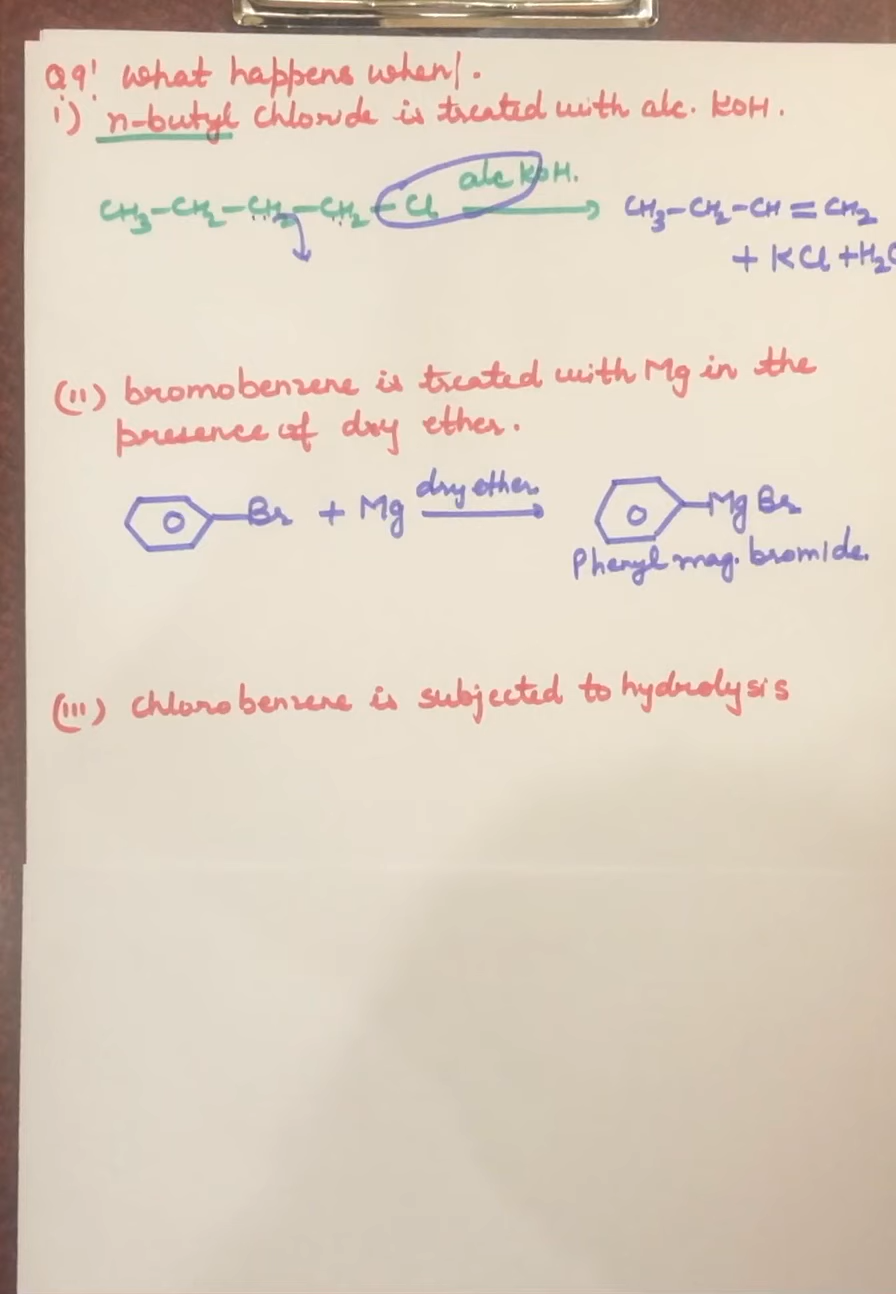 Q9! what happens when/.
i) n-butyl chloride is treated with alc. KOH.
CH3-CH2-CH2-CH2-Cl alc KOH. → CH3-CH2-CH=CH2
+ KCl + H2O
(ii) bromobenzene is treated with Mg in the
presence of dry ether.
Br + Mg dry ether → MgBr
Phenyl mag. bromide.
(iii) chlorobenzene is subjected to hydrolysis